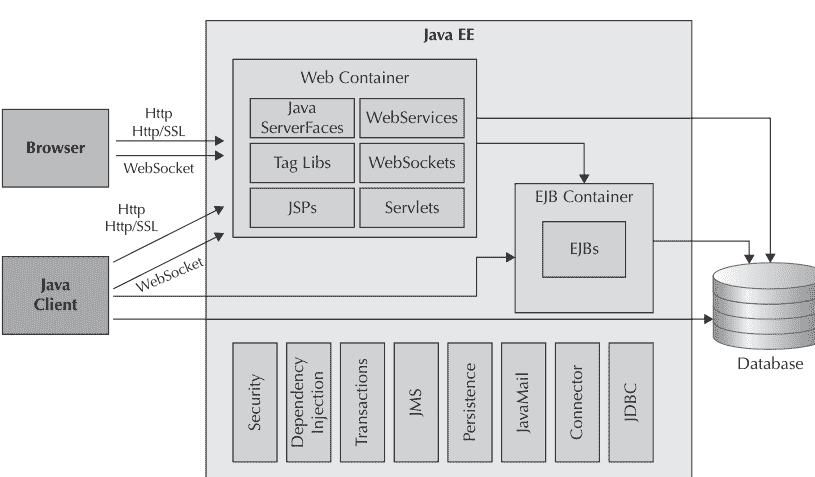 Java EE
Web Container
Java
ServerFaces
WebServices
Tag Libs
WebSockets
JSPs
Servlets
Http
Http/SSL
Browser
WebSocket
Http
Http/SSL
WebSocket
Java
Client
EJB Container
EJBs
Database
Security
Dependency
Injection
Transactions
JMS
Persistence
JavaMail
Connector
JDBC